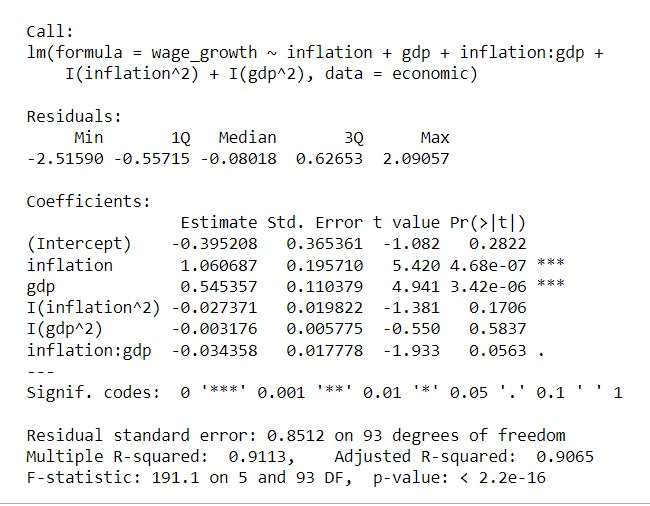 Call:
lm(formula = wage_growth ~ inflation + gdp + inflation:gdp +
    I(inflation^2) + I(gdp^2), data = economic)
Residuals:
     Min       1Q   Median       3Q      Max
-2.51590 -0.55715 -0.08018  0.62653  2.09057
Coefficients:
                Estimate Std. Error t value Pr(>|t|)
(Intercept)    -0.395208   0.365361  -1.082   0.2822
inflation       1.060687   0.195710   5.420 4.68e-07 ***
gdp             0.545357   0.110379   4.941 3.42e-06 ***
I(inflation^2) -0.027371   0.019822  -1.381   0.1706
I(gdp^2)       -0.003176   0.005775  -0.550   0.5837
inflation:gdp  -0.034358   0.017778  -1.933   0.0563 .
---
Signif. codes:  0 '***' 0.001 '**' 0.01 '*' 0.05 '.' 0.1 ' ' 1
Residual standard error: 0.8512 on 93 degrees of freedom
Multiple R-squared:  0.9113,    Adjusted R-squared:  0.9065
F-statistic: 191.1 on 5 and 93 DF,  p-value: < 2.2e-16